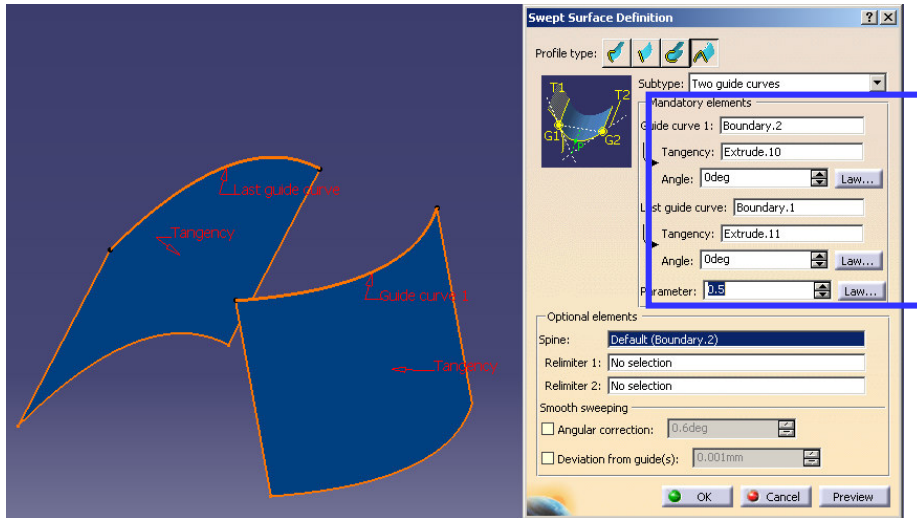 Last guide curve
Tangency
Guide curve 1
Tangency
Swept Surface Definition
Profile type:
T1
T2
G1
G2
P
Subtype: Two guide curves
Mandatory elements
Guide curve 1: Boundary.2
Tangency: Extrude.10
Angle: 0deg Law...
Last guide curve: Boundary.1
Tangency: Extrude.11
Angle: 0deg Law...
Parameter: 0.5 Law...
Optional elements
Spine: Default (Boundary.2)
Relimiter 1: No selection
Relimiter 2: No selection
Smooth sweeping
Angular correction: 0.6deg
Deviation from guide(s): 0.001mm
OK Cancel Preview